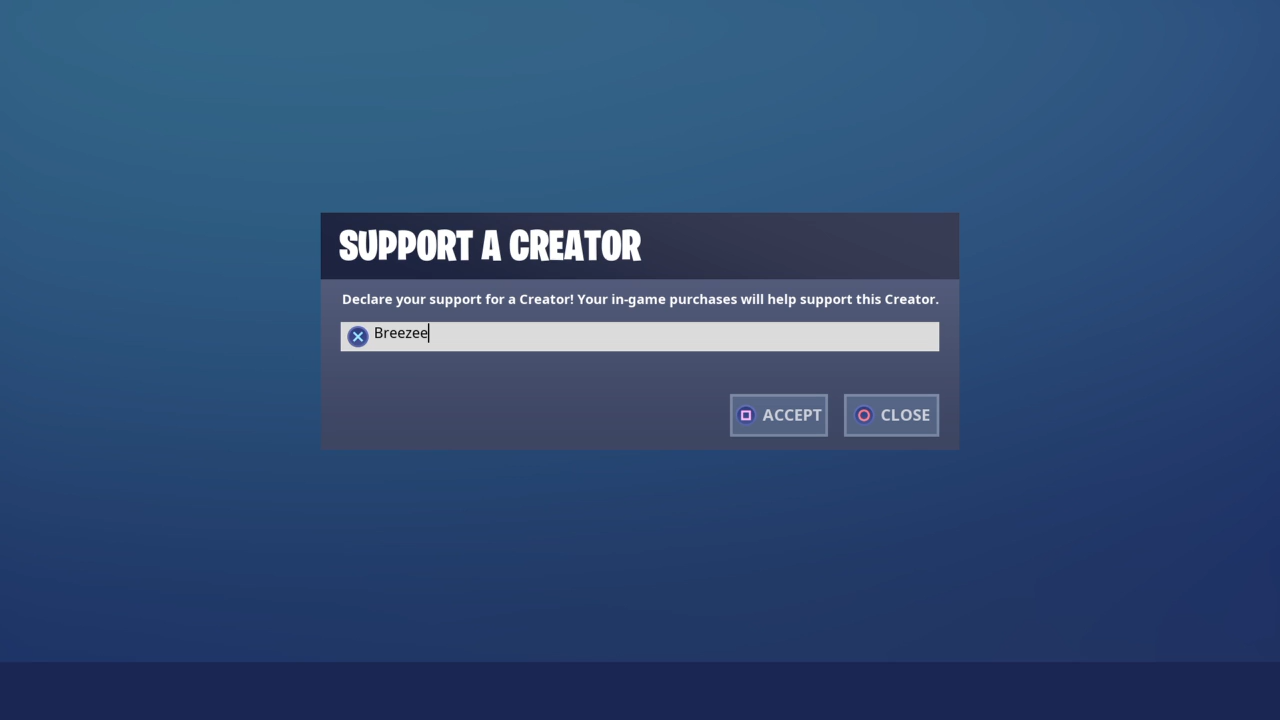 SUPPORT A CREATOR
Declare your support for a Creator! Your in-game purchases will help support this Creator.
Breezee
ACCEPT CLOSE